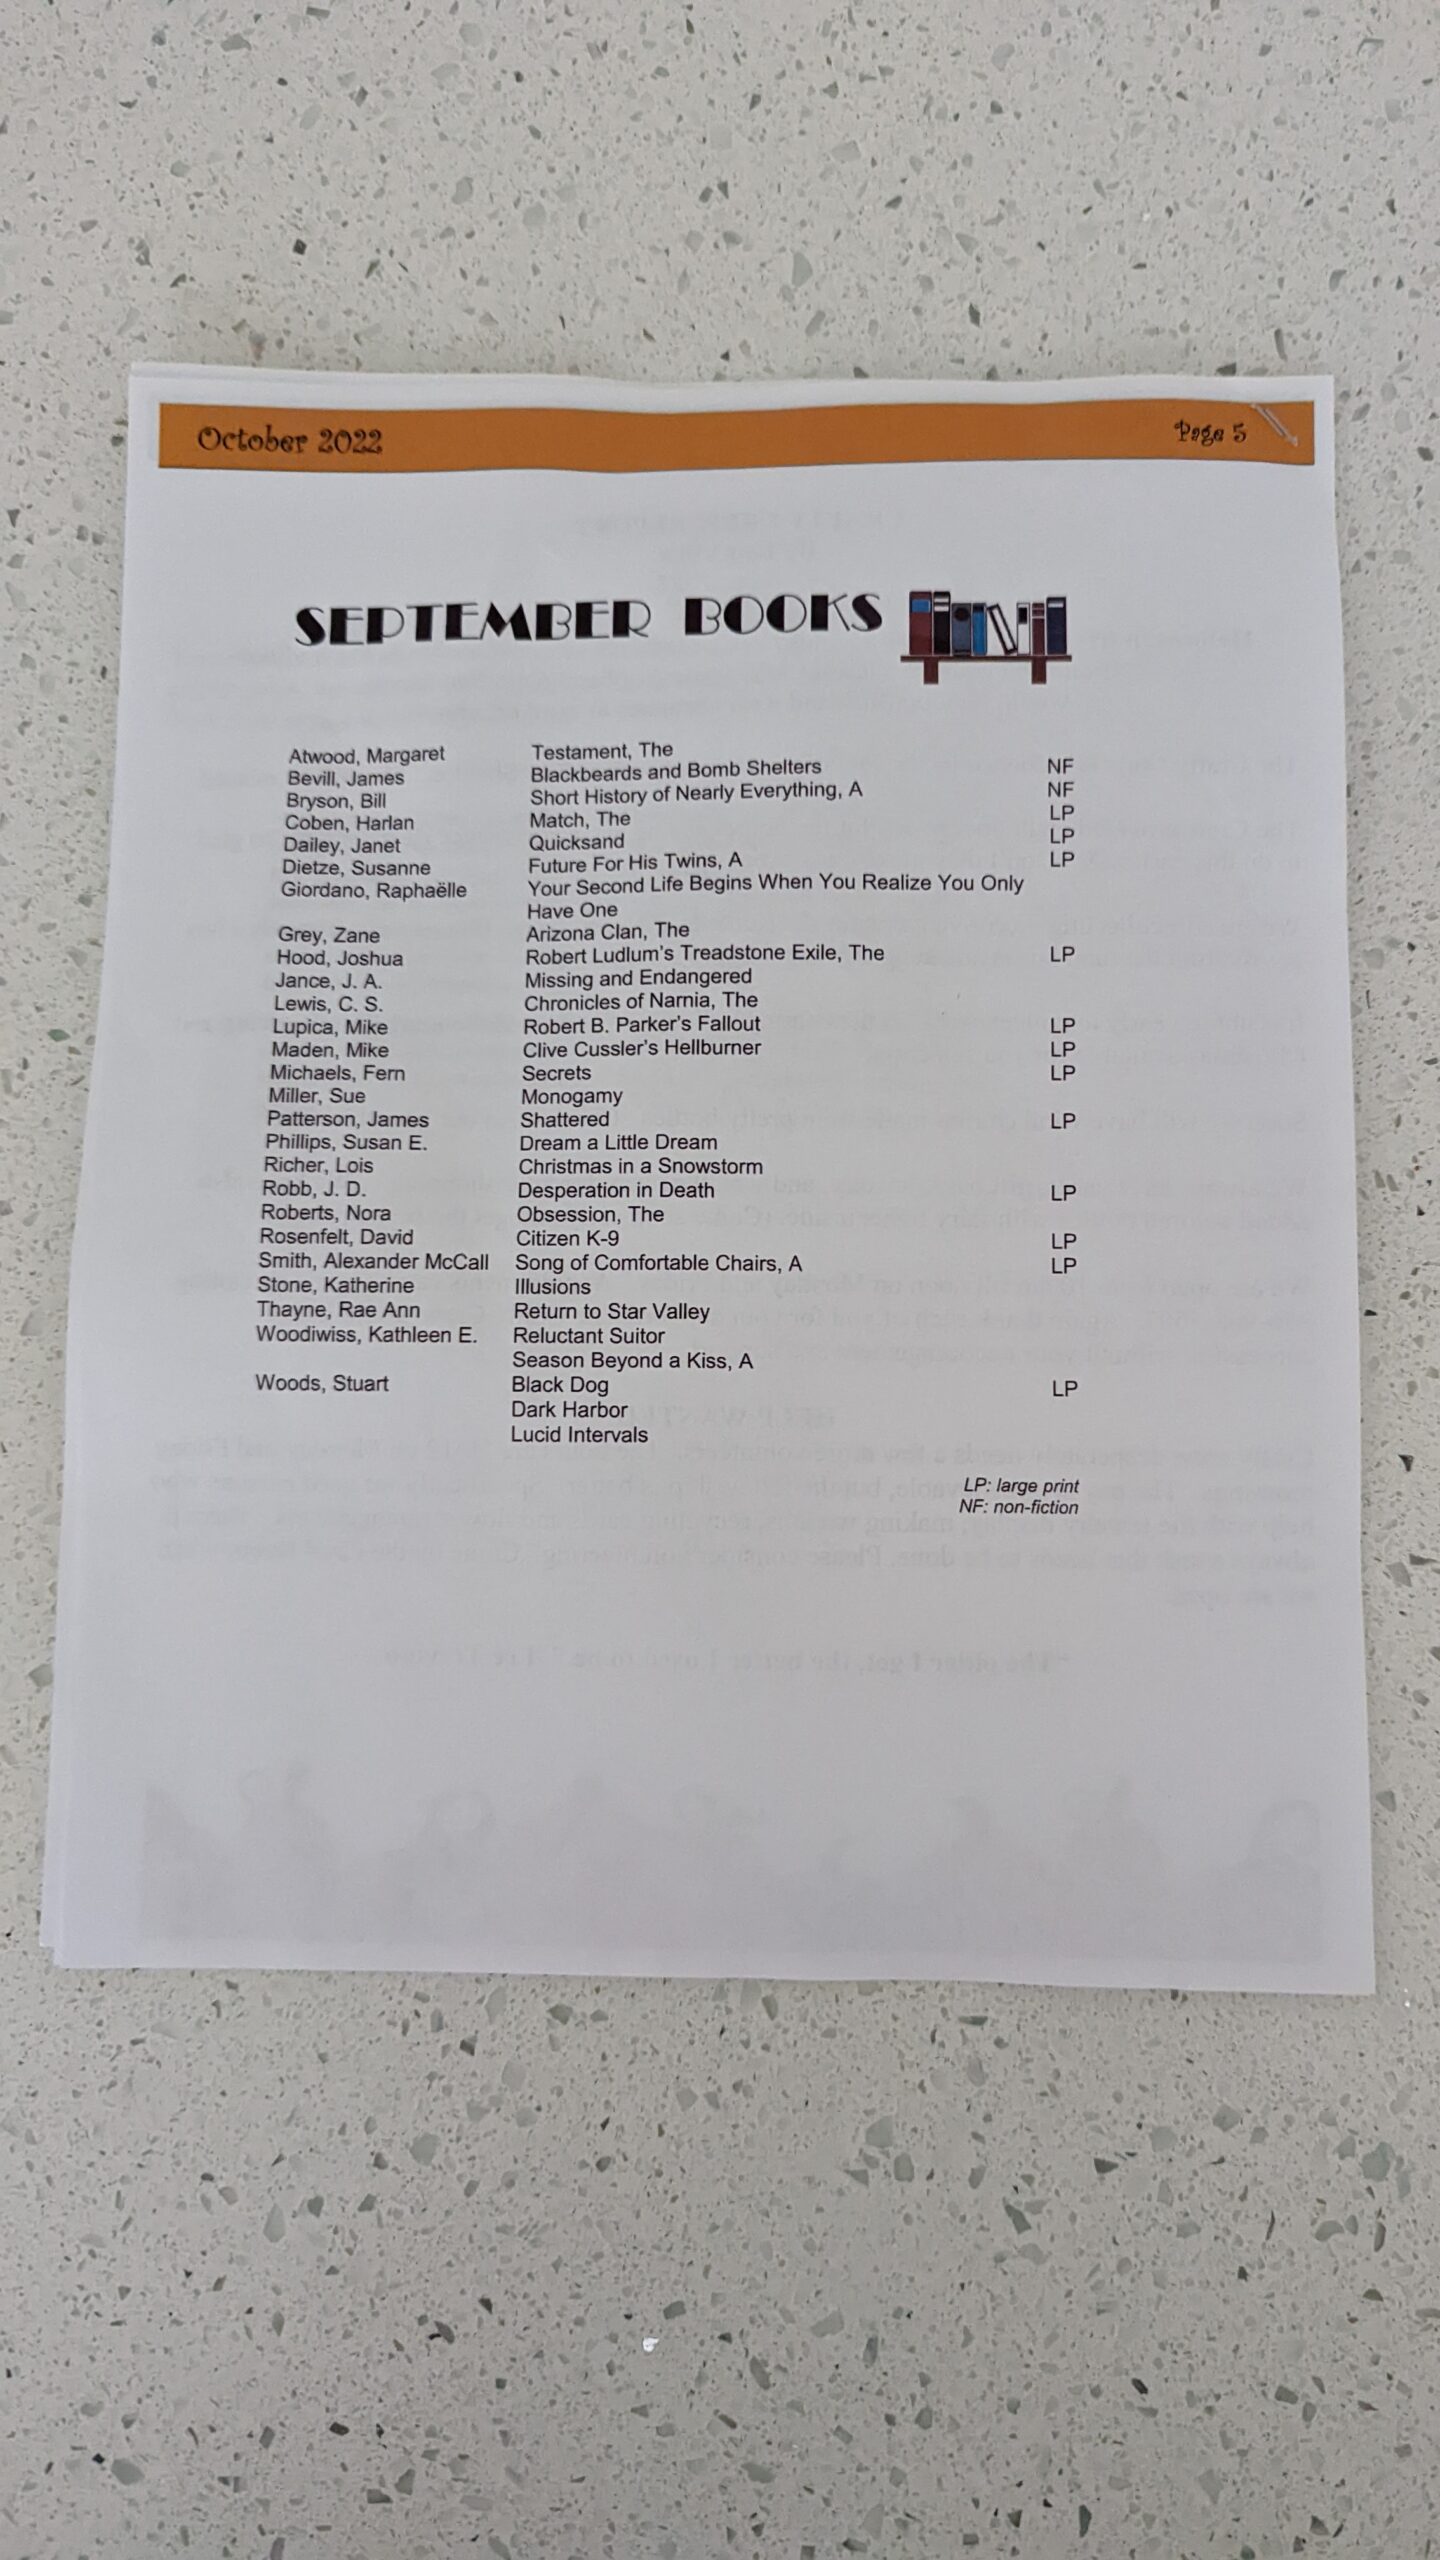 October 2022 Page 5
SEPTEMBER BOOKS
Atwood, Margaret Testament, The
Bevill, James Blackbeards and Bomb Shelters NF
Bryson, Bill Short History of Nearly Everything, A NF
Coben, Harlan Match, The LP
Dailey, Janet Quicksand LP
Dietze, Susanne Future For His Twins, A LP
Giordano, Raphaëlle Your Second Life Begins When You Realize You Only
Have One
Grey, Zane Arizona Clan, The
Hood, Joshua Robert Ludlum's Treadstone Exile, The LP
Jance, J. A. Missing and Endangered
Lewis, C. S. Chronicles of Narnia, The
Lupica, Mike Robert B. Parker's Fallout LP
Maden, Mike Clive Cussler's Hellburner LP
Michaels, Fern Secrets LP
Miller, Sue Monogamy
Patterson, James Shattered LP
Phillips, Susan E. Dream a Little Dream
Richer, Lois Christmas in a Snowstorm
Robb, J. D. Desperation in Death LP
Roberts, Nora Obsession, The
Rosenfelt, David Citizen K-9 LP
Smith, Alexander McCall Song of Comfortable Chairs, A LP
Stone, Katherine Illusions
Thayne, Rae Ann Return to Star Valley
Woodiwiss, Kathleen E. Reluctant Suitor
Season Beyond a Kiss, A
Woods, Stuart Black Dog LP
Dark Harbor
Lucid Intervals
LP: large print
NF: non-fiction